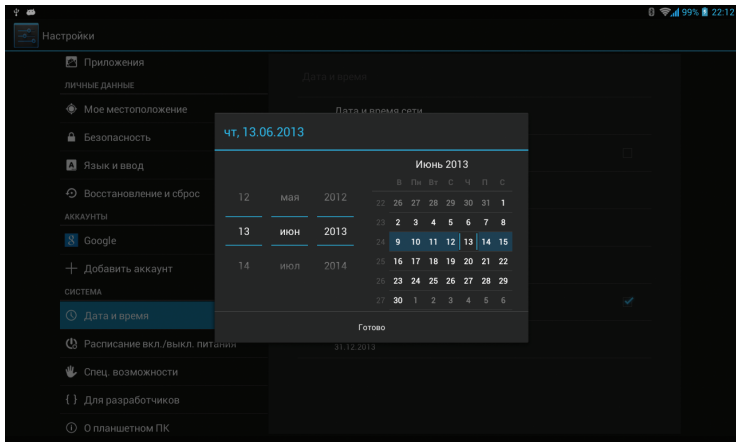 99% 22:12
Настройки
Приложения
ЛИЧНЫЕ ДАННЫЕ
Мое местоположение
Безопасность
Язык и ввод
Восстановление и сброс
АККАУНТЫ
Google
Добавить аккаунт
СИСТЕМА
Дата и время
Расписание вкл./выкл. питания
Спец. возможности
Для разработчиков
О планшетном ПК
Дата и время
Дата и время сети
чт, 13.06.2013
12 мая 2012
13 июн 2013
14 июл 2014
Июнь 2013
В Пн Вт С Ч П С
22 26 27 28 29 30 31 1
23 2 3 4 5 6 7 8
24 9 10 11 12 13 14 15
25 16 17 18 19 20 21 22
26 23 24 25 26 27 28 29
27 30 1 2 3 4 5 6
Готово
31.12.2013